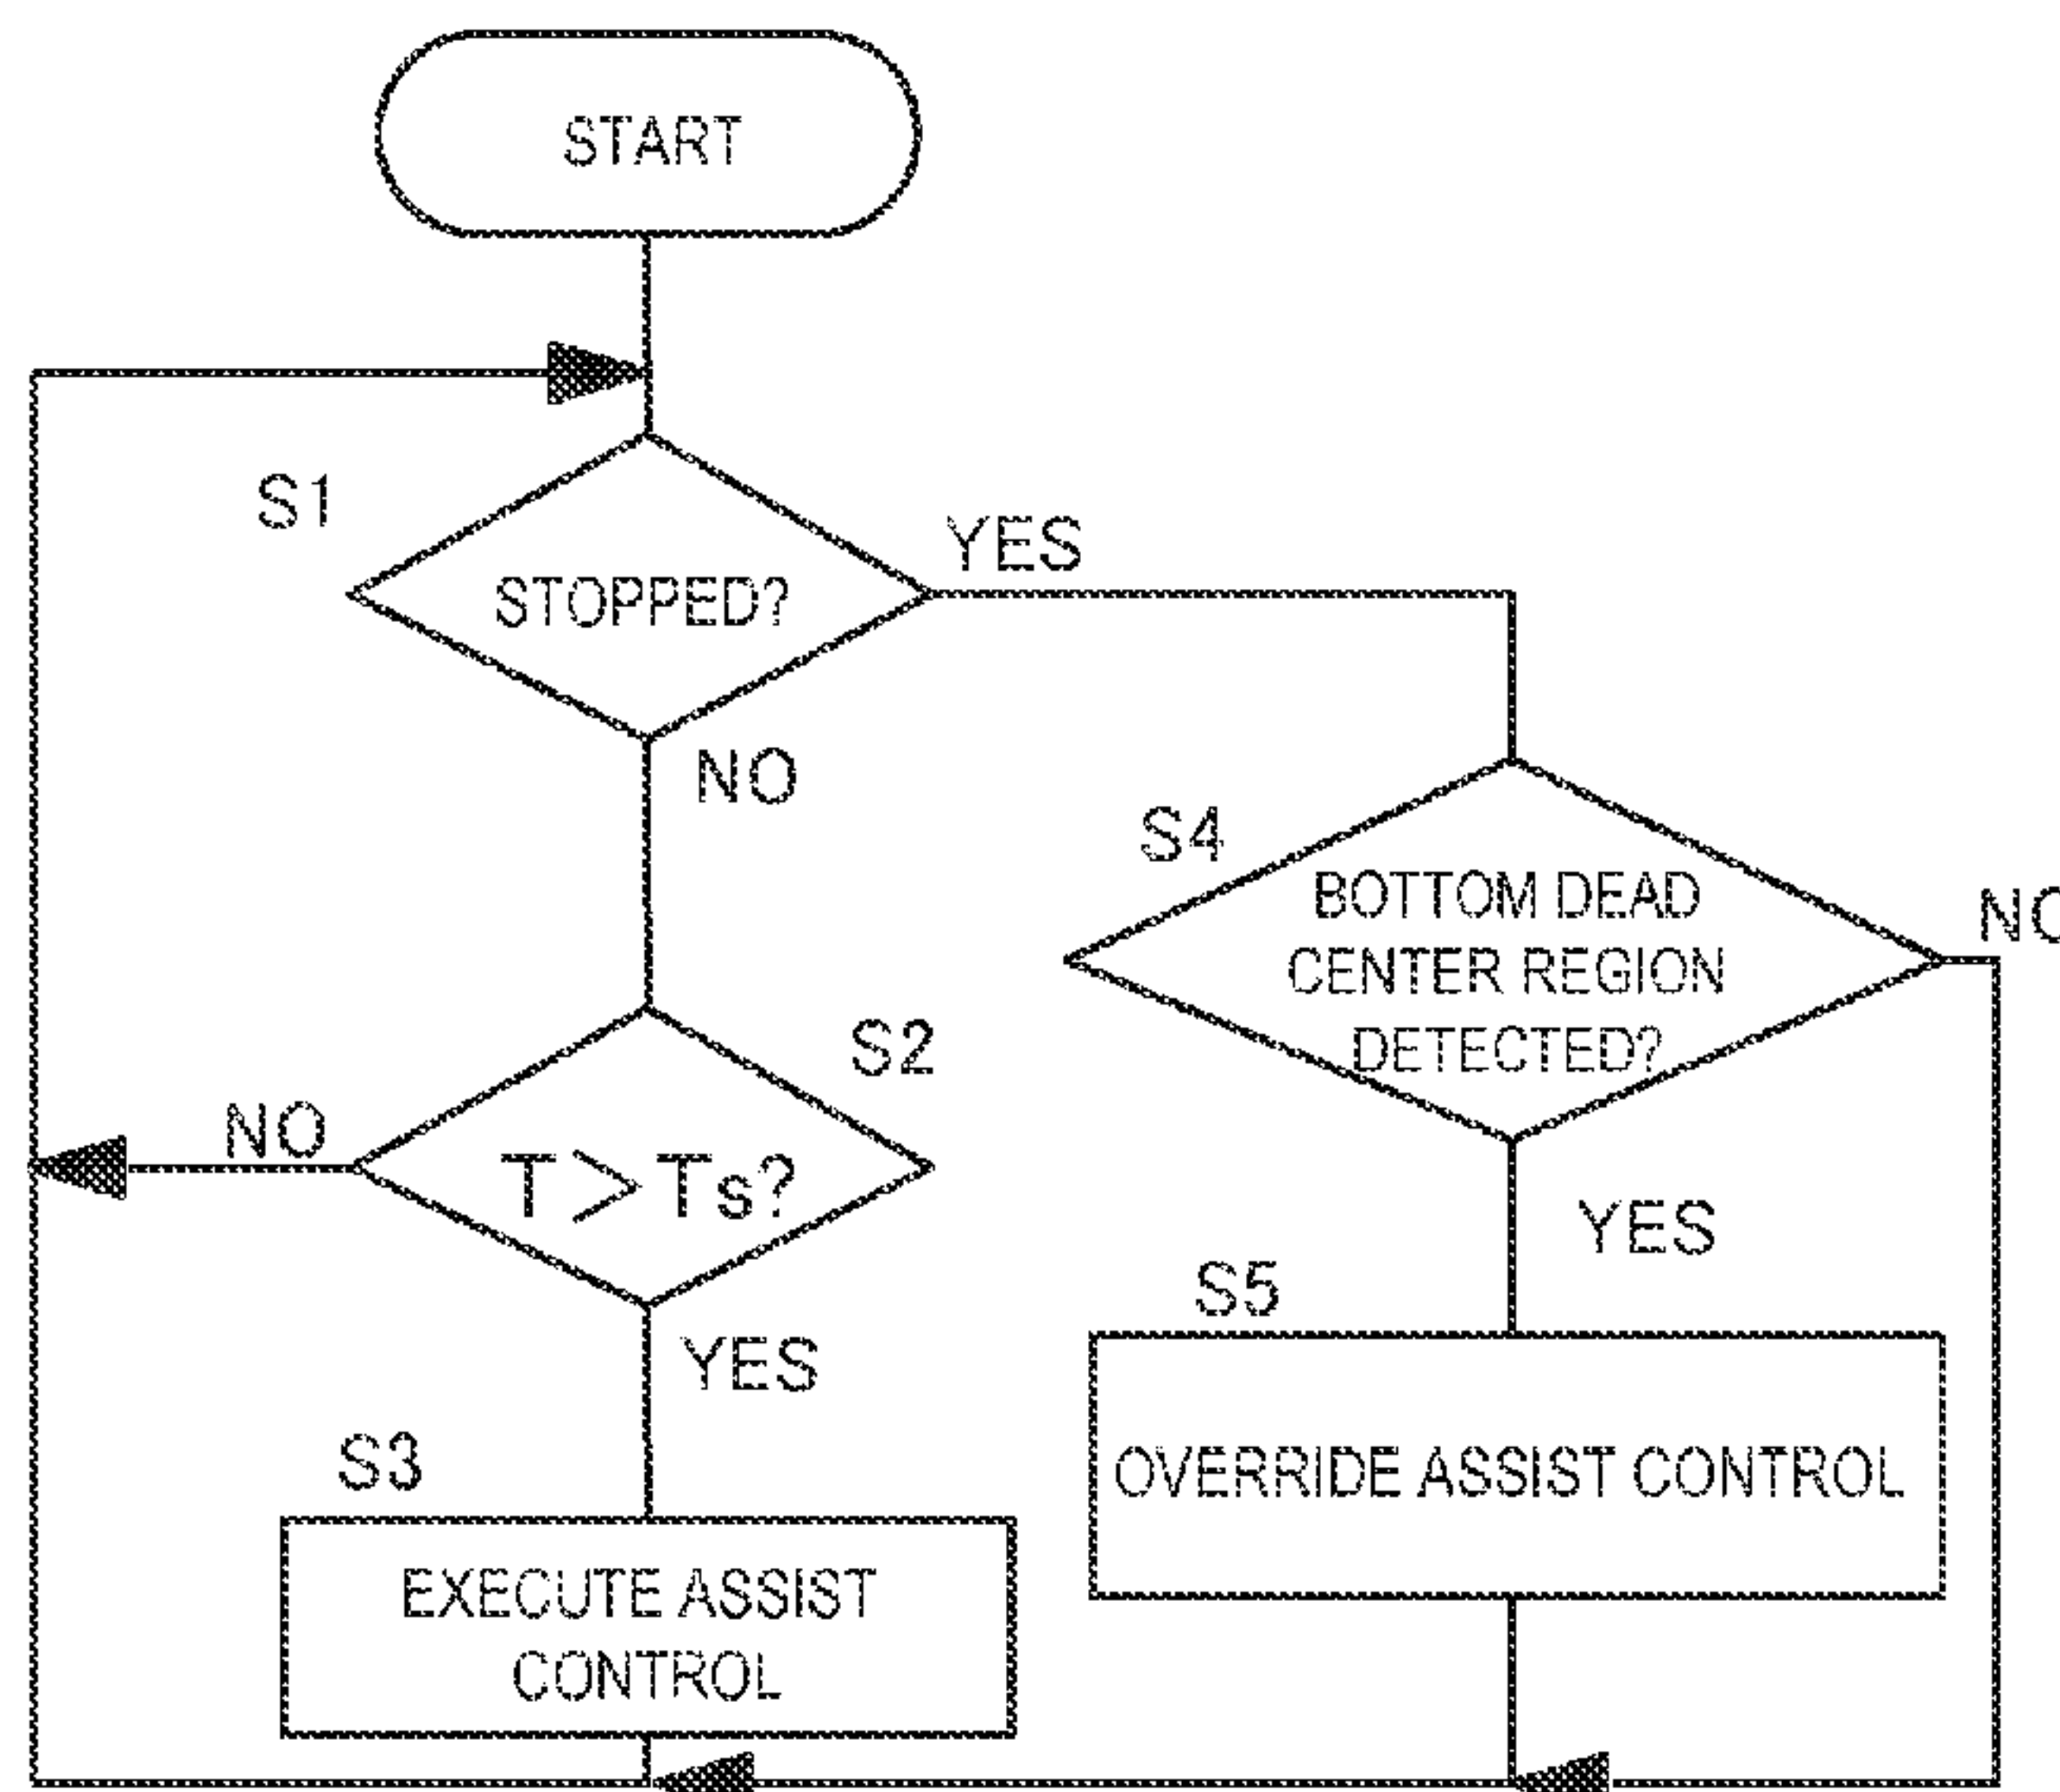 START
S1
STOPPED?
YES
NO
S2
NO
T>Ts?
YES
S3
EXECUTE ASSIST
CONTROL
S4
BOTTOM DEAD
CENTER REGION
DETECTED?
NO
YES
S5
OVERRIDE ASSIST CONTROL